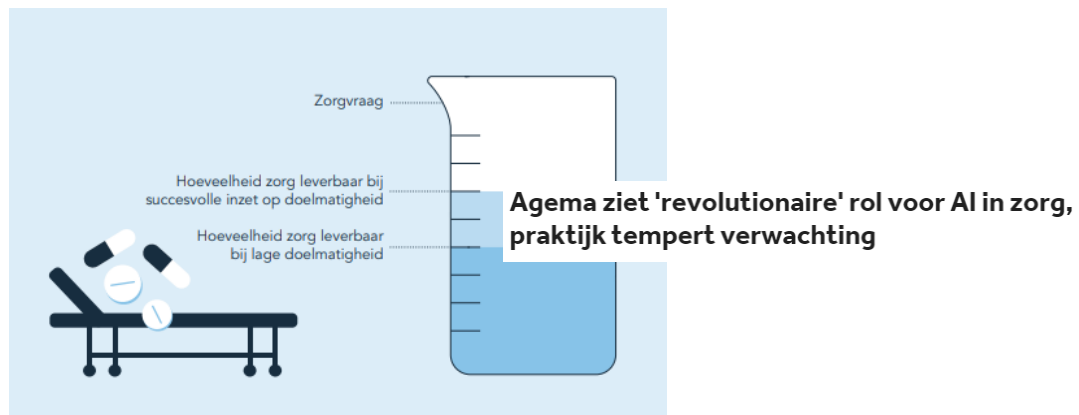 Zorgvraag
Hoeveelheid zorg leverbaar bij
succesvolle inzet op doelmatigheid
Hoeveelheid zorg leverbaar
bij lage doelmatigheid
Agema ziet 'revolutionaire' rol voor AI in zorg,
praktijk tempert verwachting